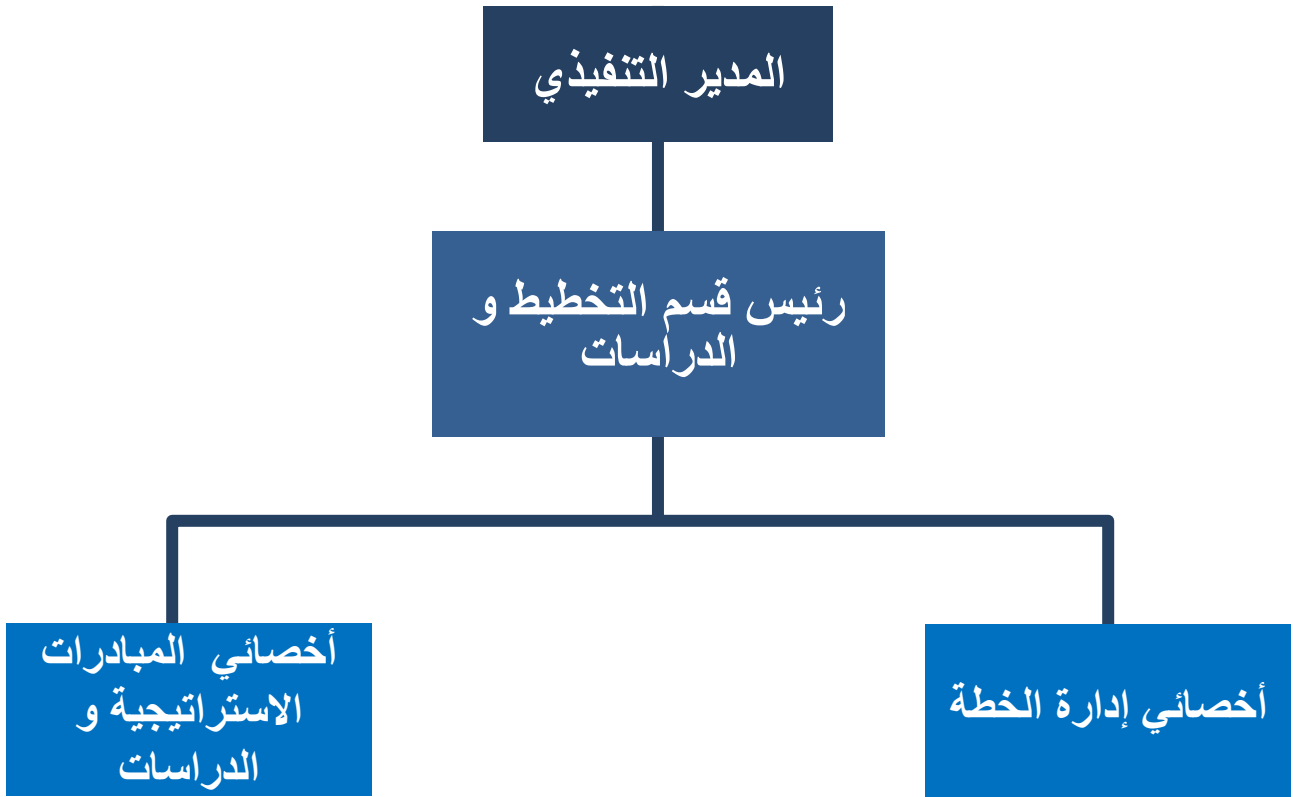 المدير التنفيذي
رئيس قسم التخطيط و
الدراسات
أخصائي إدارة الخطة
أخصائي المبادرات
الاستراتيجية و
الدراسات